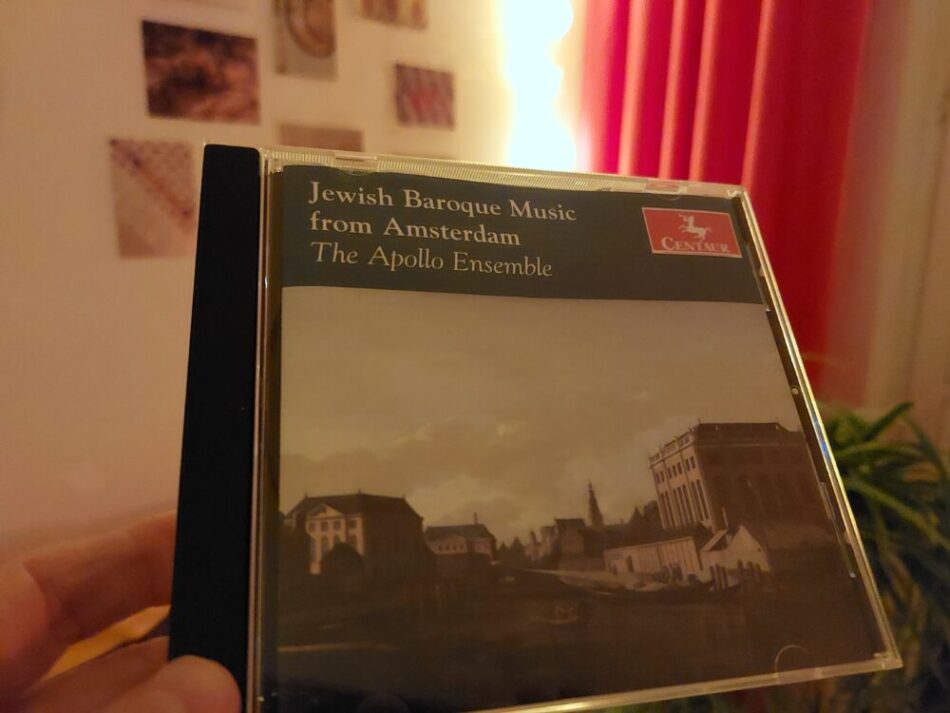 Jewish Baroque Music
from Amsterdam
The Apollo Ensemble
CENTAUR